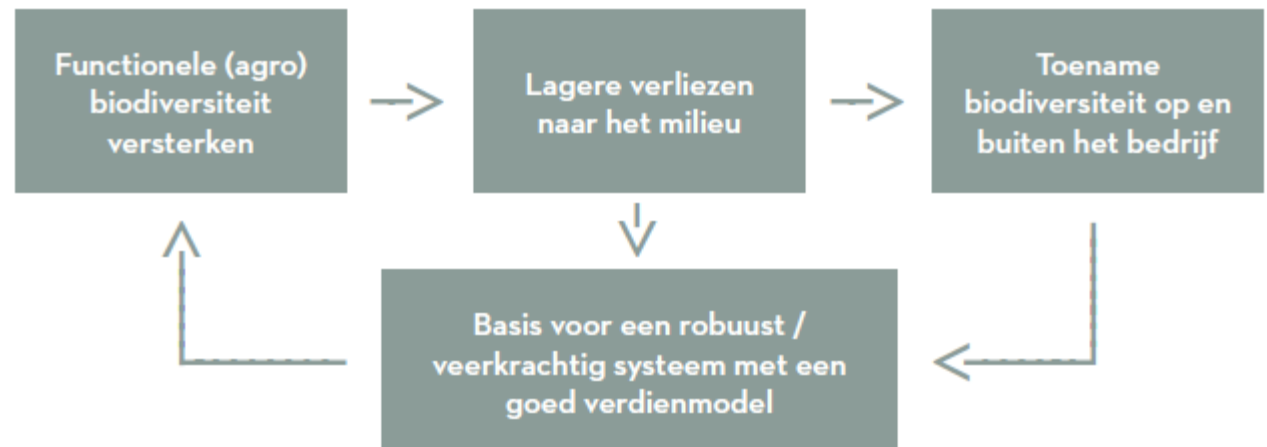 Functionele (agro)
biodiversiteit
versterken
Lagere verliezen
naar het milieu
Toename
biodiversiteit op en
buiten het bedrijf
Basis voor een robuust /
veerkrachtig systeem met een
goed verdienmodel